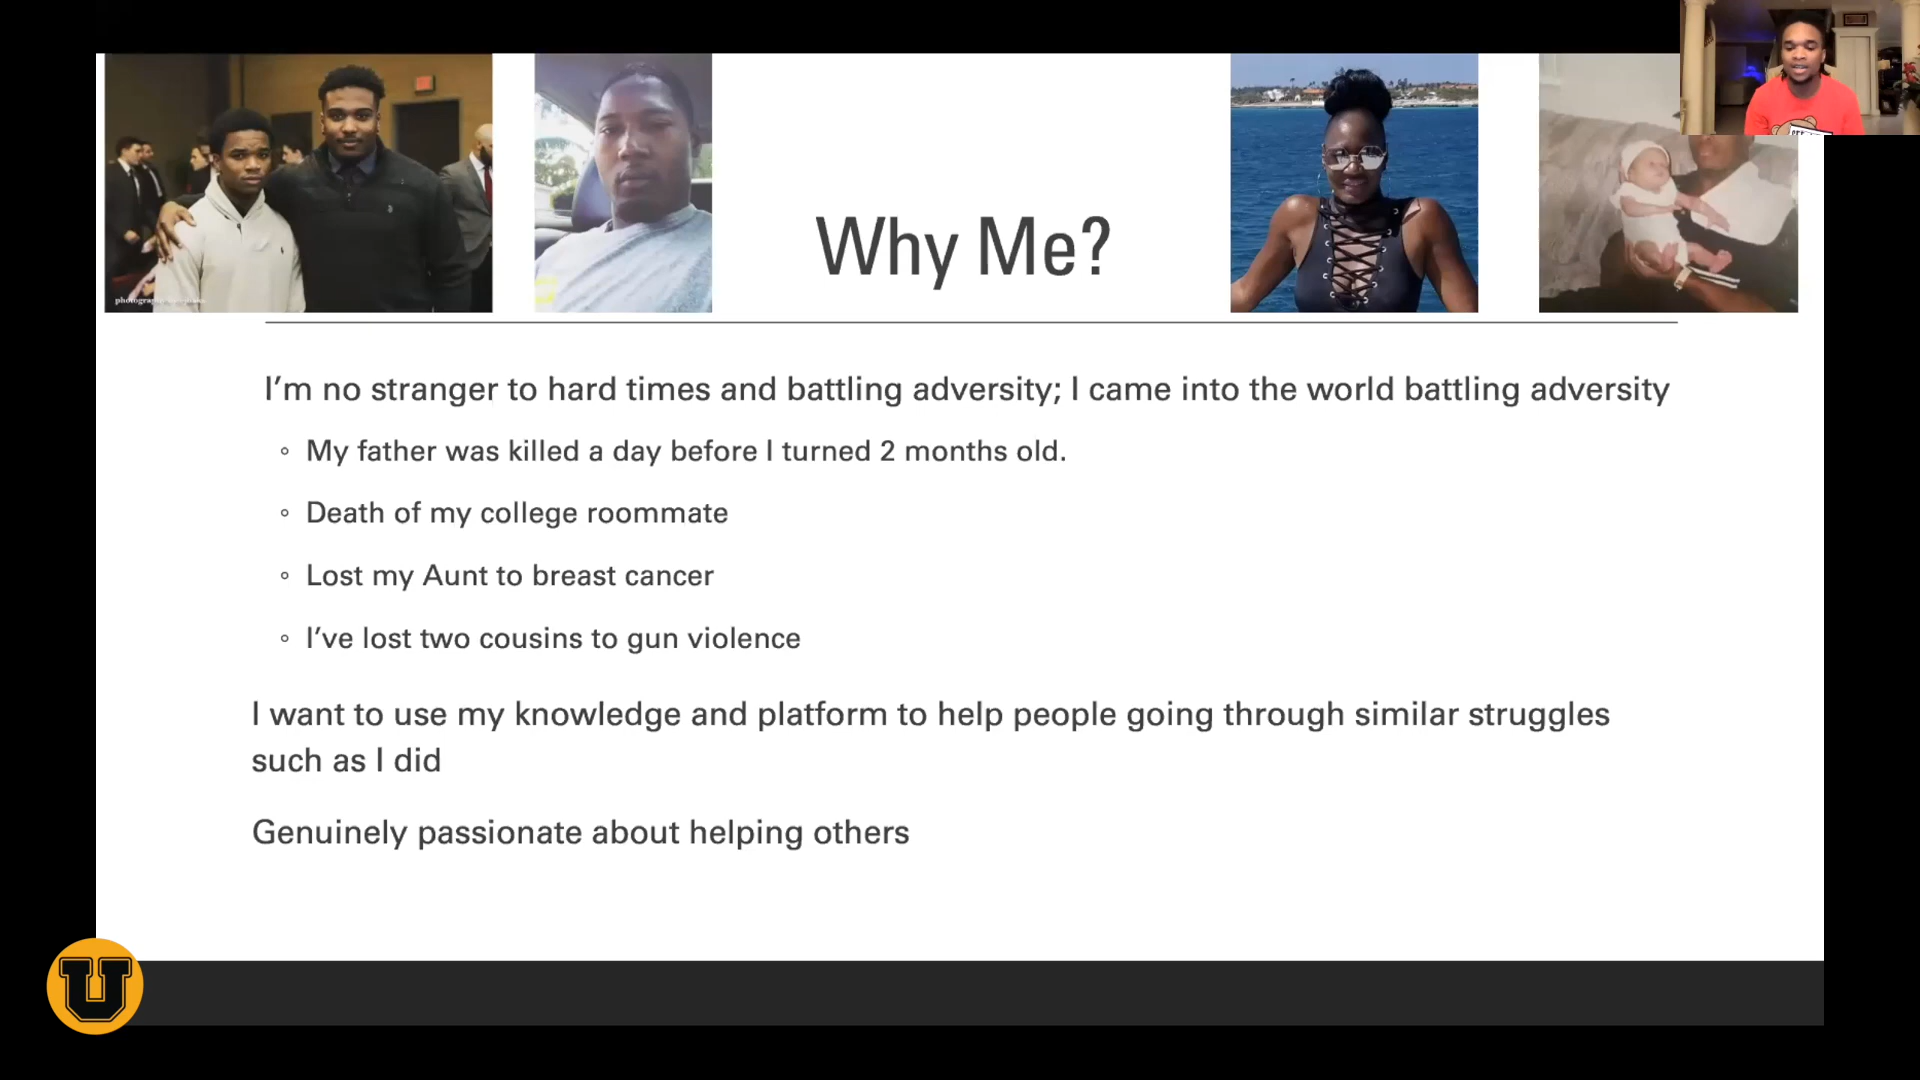 Why Me?
I’m no stranger to hard times and battling adversity; I came into the world battling adversity
My father was killed a day before I turned 2 months old.
Death of my college roommate
Lost my Aunt to breast cancer
I’ve lost two cousins to gun violence
I want to use my knowledge and platform to help people going through similar struggles
such as I did
Genuinely passionate about helping others
U